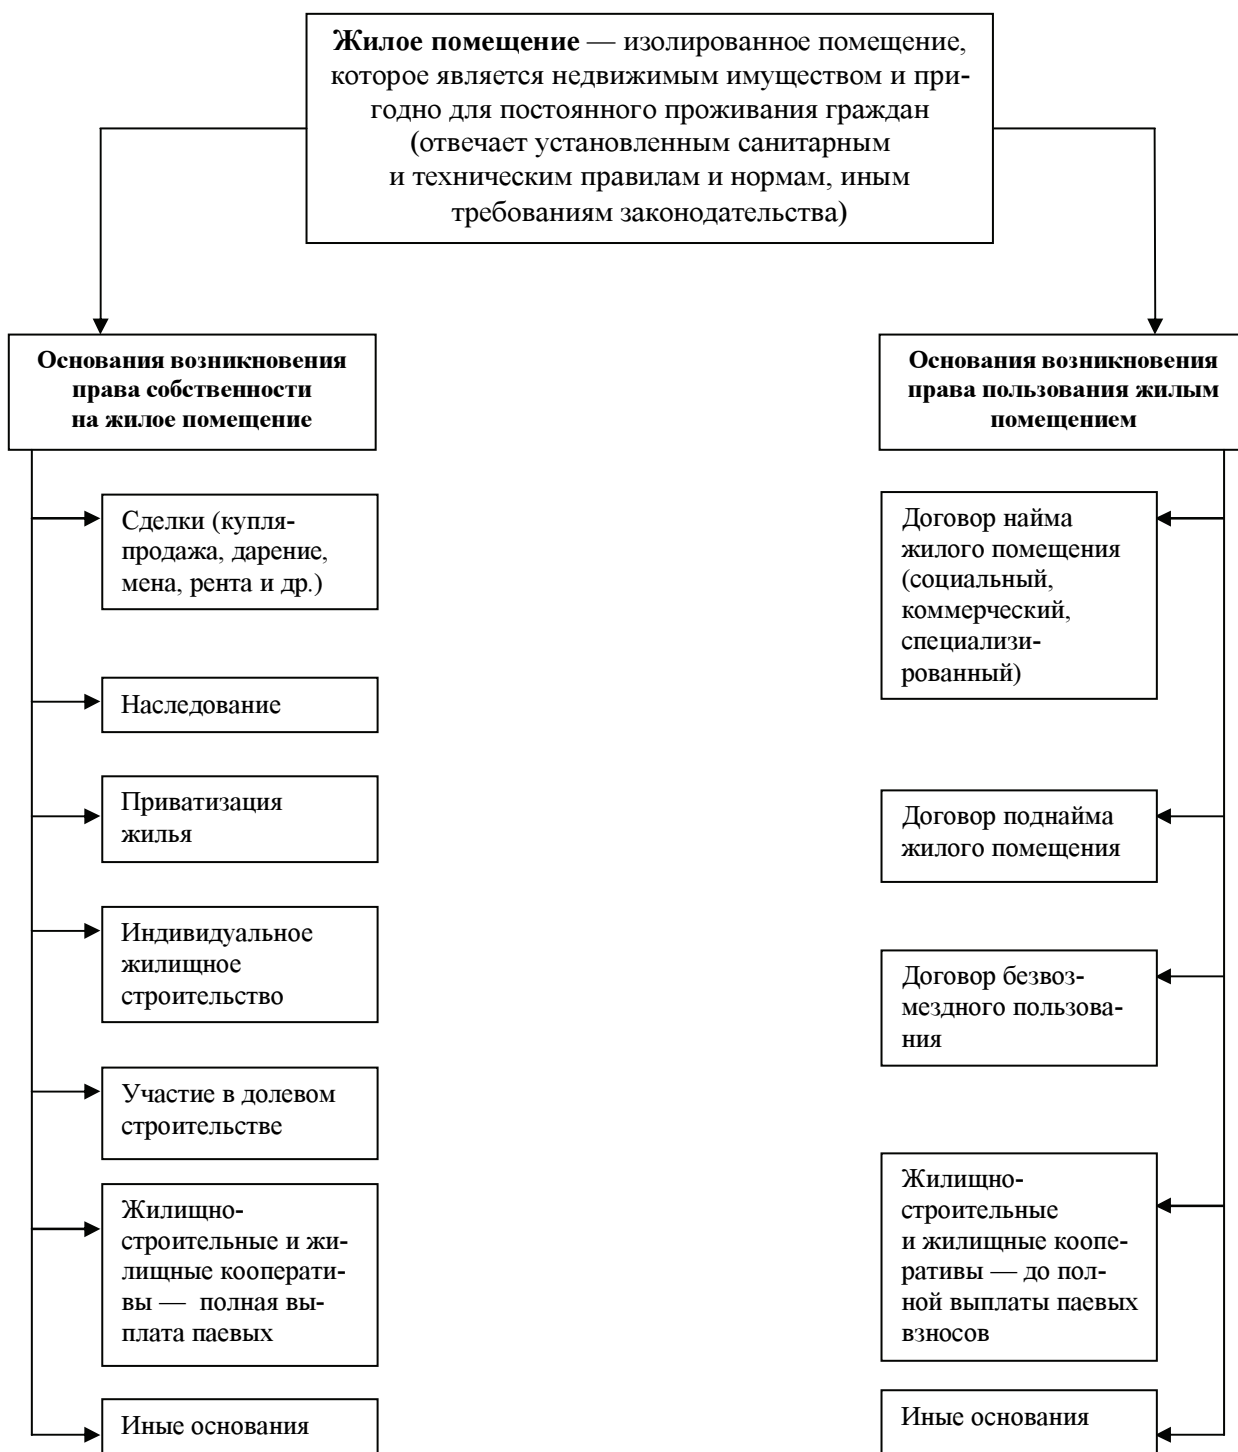 Жилое помещение — изолированное помещение,
которое является недвижимым имуществом и при-
годно для постоянного проживания граждан
(отвечает установленным санитарным
и техническим правилам и нормам, иным
требованиям законодательства)
Основания возникновения
права собственности
на жилое помещение
Сделки (купля-
продажа, дарение,
мена, рента и др.)
Наследование
Приватизация
жилья
Индивидуальное
жилищное
строительство
Участие в долевом
строительстве
Жилищно-
строительные и жи-
лищные кооперати-
вы — полная вы-
плата паевых
Иные основания
Основания возникновения
права пользования жилым
помещением
Договор найма
жилого помещения
(социальный,
коммерческий,
специализи-
рованный)
Договор поднайма
жилого помещения
Договор безвоз-
мездного пользова-
ния
Жилищно-
строительные
и жилищные коопе-
ративы — до пол-
ной выплаты паевых
взносов
Иные основания